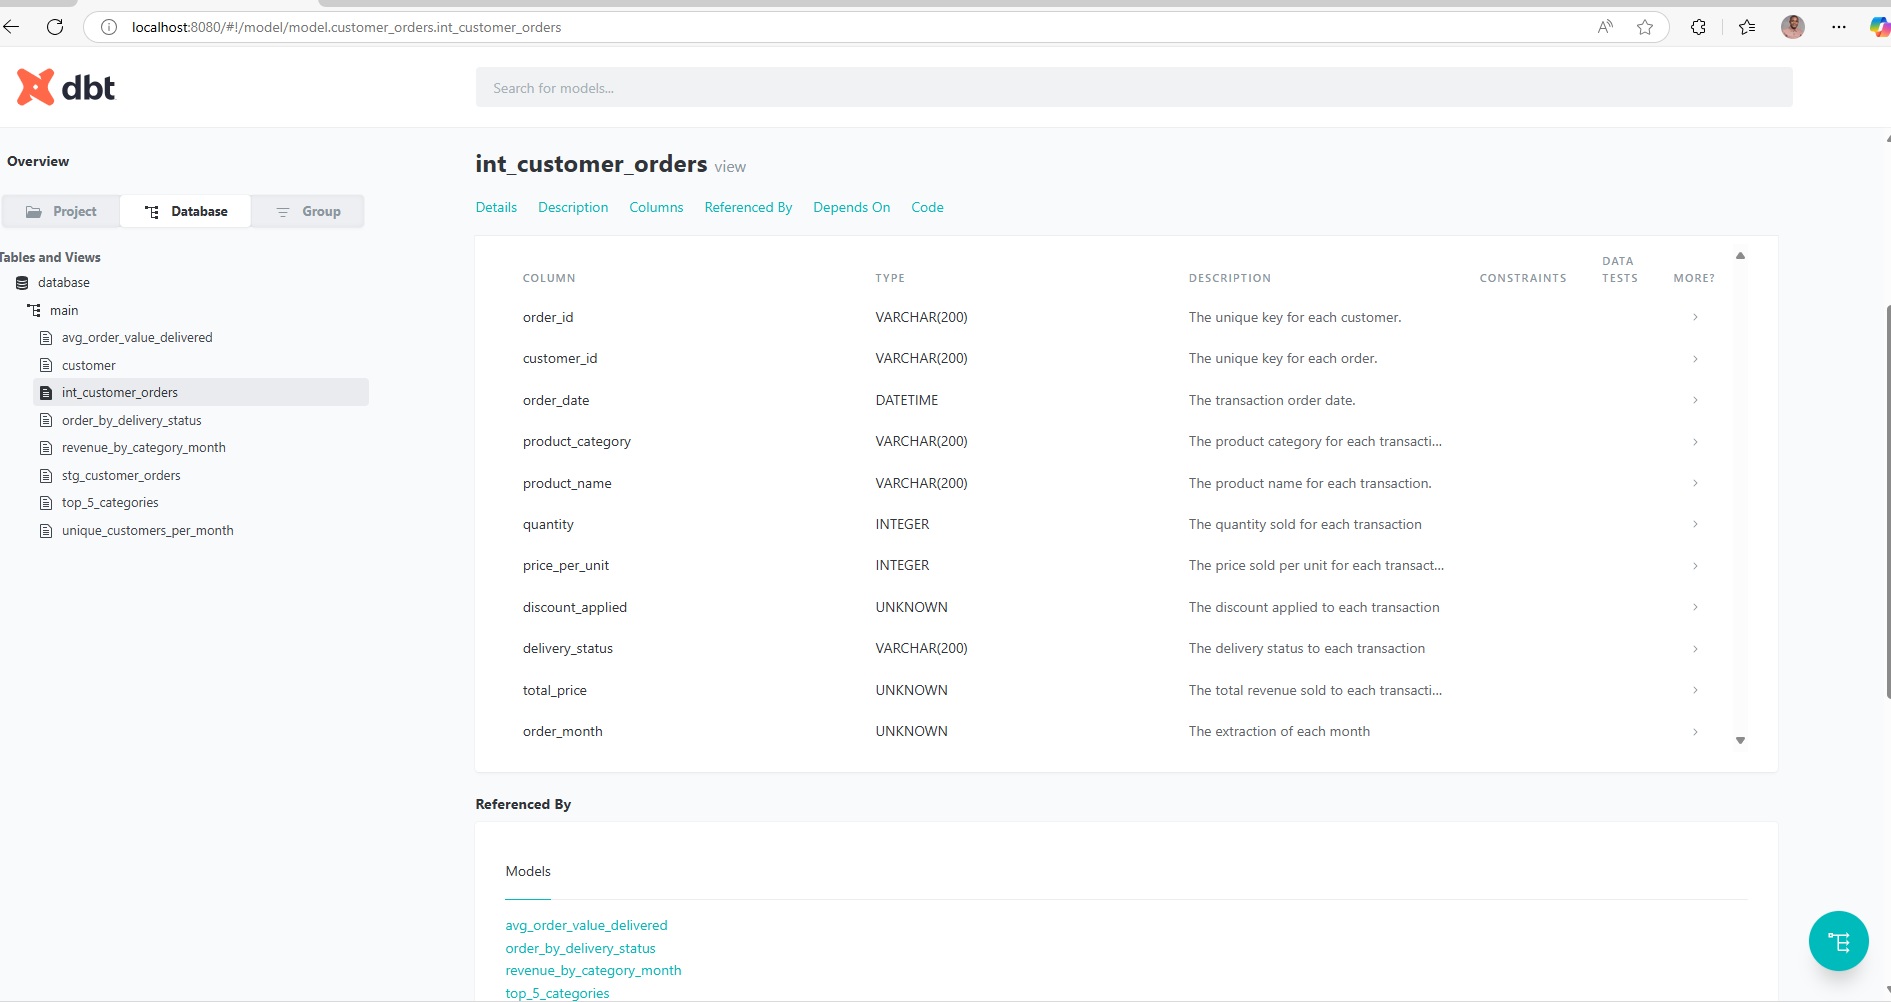 localhost:8080/#!/model/model.customer_orders.int_customer_orders
dbt
Search for models...
Overview
Project Database Group
Tables and Views
database
main
avg_order_value_delivered
customer
int_customer_orders
order_by_delivery_status
revenue_by_category_month
stg_customer_orders
top_5_categories
unique_customers_per_month
int_customer_orders view
Details Description Columns Referenced By Depends On Code
COLUMN TYPE DESCRIPTION CONSTRAINTS DATA TESTS MORE?
order_id VARCHAR(200) The unique key for each customer.
customer_id VARCHAR(200) The unique key for each order.
order_date DATETIME The transaction order date.
product_category VARCHAR(200) The product category for each transacti...
product_name VARCHAR(200) The product name for each transaction.
quantity INTEGER The quantity sold for each transaction
price_per_unit INTEGER The price sold per unit for each transact...
discount_applied UNKNOWN The discount applied to each transaction
delivery_status VARCHAR(200) The delivery status to each transaction
total_price UNKNOWN The total revenue sold to each transacti...
order_month UNKNOWN The extraction of each month
Referenced By
Models
avg_order_value_delivered
order_by_delivery_status
revenue_by_category_month
top_5_categories